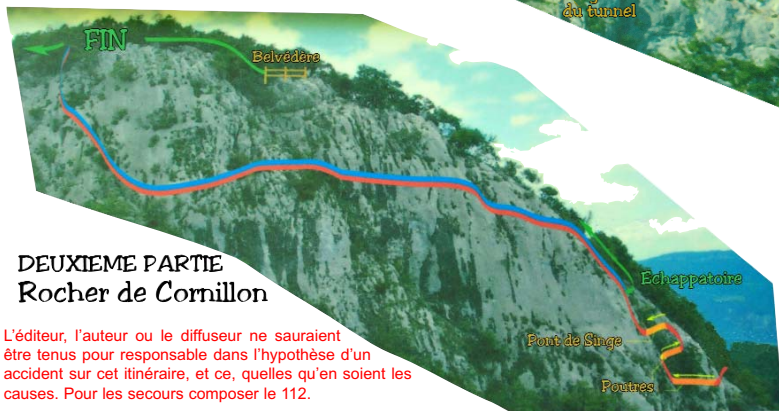 du tunnel
FIN
Belvédère
Echappatoire
Pont de Singe
Poutres
DEUXIEME PARTIE
Rocher de Cornillon
L'éditeur, l'auteur ou le diffuseur ne sauraient
être tenus pour responsable dans l'hypothèse d'un
accident sur cet itinéraire, et ce, quelles qu'en soient les
causes. Pour les secours composer le 112.